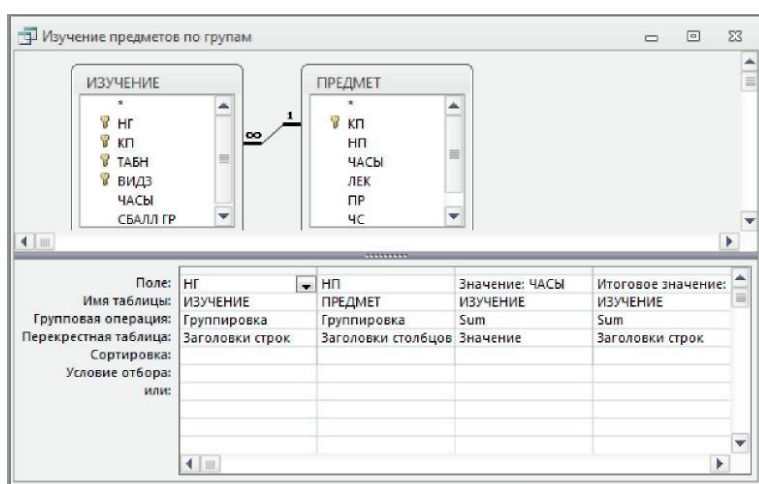 Изучение предметов по групам
ИЗУЧЕНИЕ
*
НГ
КП
ТАБН
ВИДЗ
ЧАСЫ
СБАЛЛ ГР
∞ 1
ПРЕДМЕТ
*
КП
НП
ЧАСЫ
ЛЕК
ПР
ЧС
Поле: НГ НП Значение: ЧАСЫ Итоговое значение:
Имя таблицы: ИЗУЧЕНИЕ ПРЕДМЕТ ИЗУЧЕНИЕ ИЗУЧЕНИЕ
Групповая операция: Группировка Группировка Sum Sum
Перекрестная таблица: Заголовки строк Заголовки столбцов Значение Заголовки строк
Сортировка:
Условие отбора:
или: